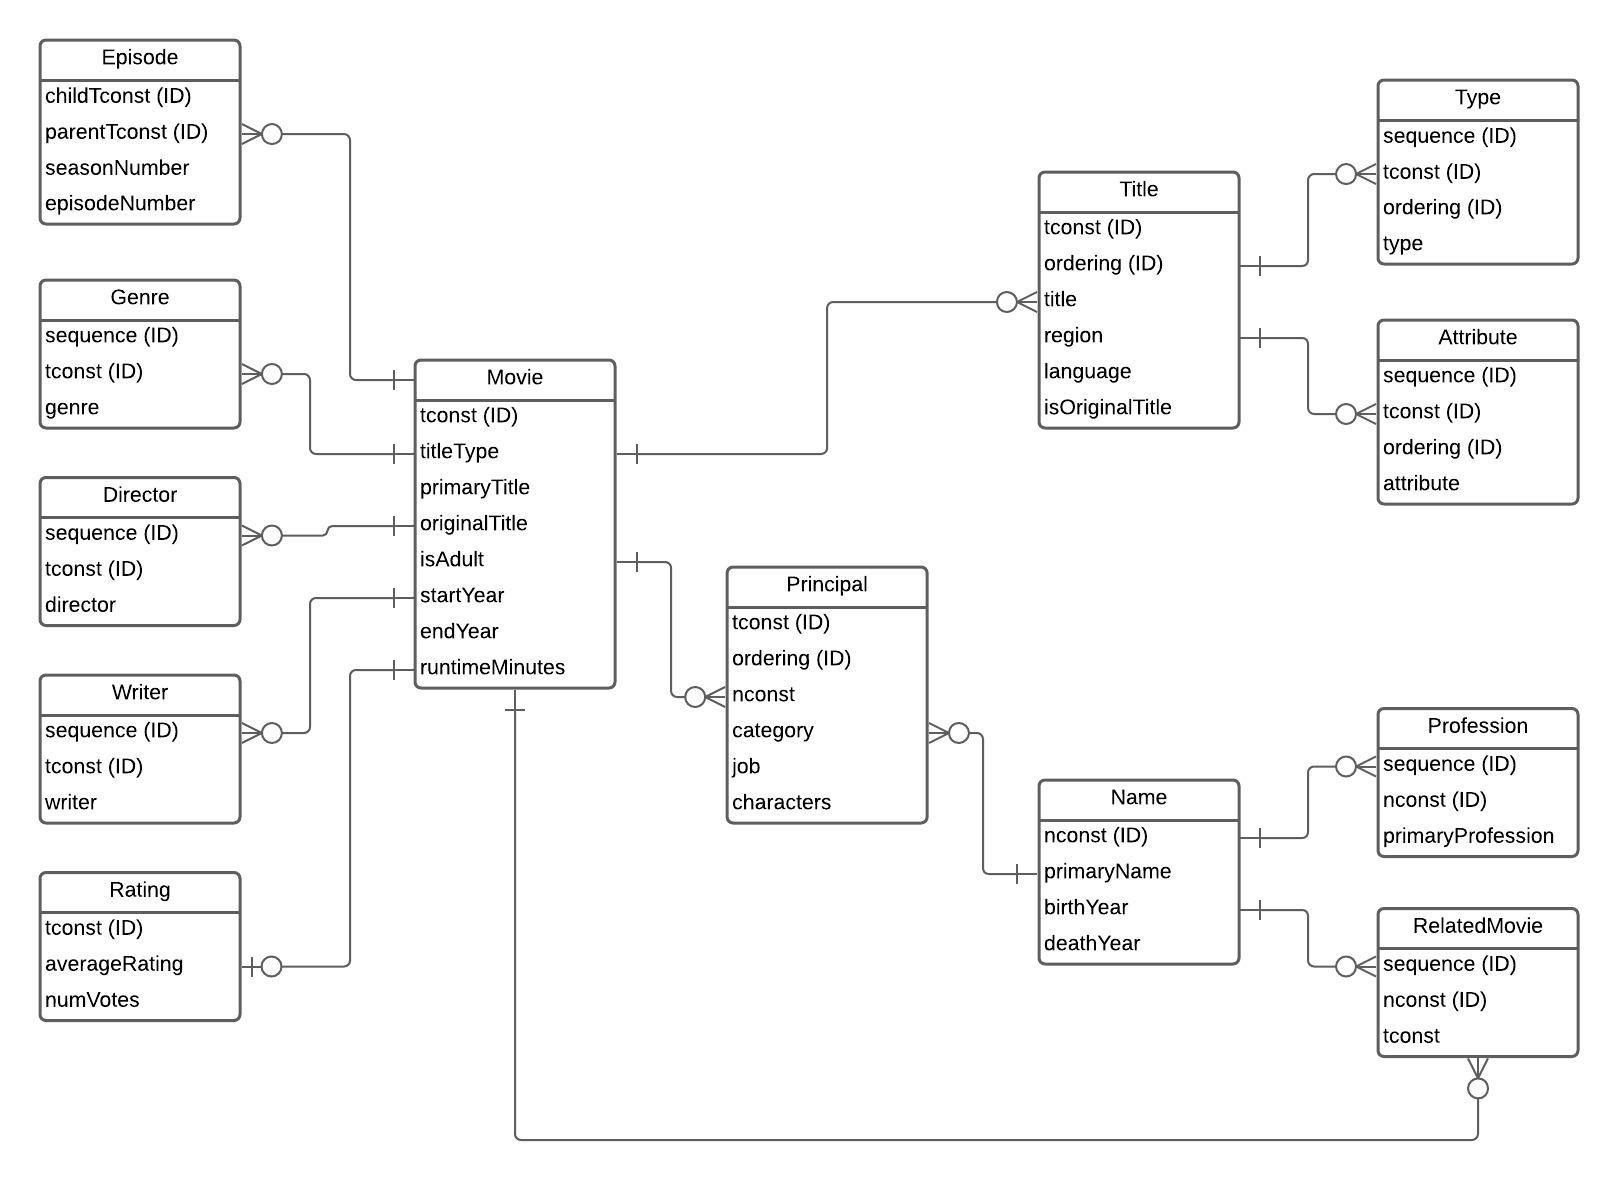 Episode
childTconst (ID)
parentTconst (ID)
seasonNumber
episodeNumber
Genre
sequence (ID)
tconst (ID)
genre
Director
sequence (ID)
tconst (ID)
director
Writer
sequence (ID)
tconst (ID)
writer
Rating
tconst (ID)
averageRating
numVotes
Movie
tconst (ID)
titleType
primaryTitle
originalTitle
isAdult
startYear
endYear
runtimeMinutes
Principal
tconst (ID)
ordering (ID)
nconst
category
job
characters
Title
tconst (ID)
ordering (ID)
title
region
language
isOriginalTitle
Name
nconst (ID)
primaryName
birthYear
deathYear
Type
sequence (ID)
tconst (ID)
ordering (ID)
type
Attribute
sequence (ID)
tconst (ID)
ordering (ID)
attribute
Profession
sequence (ID)
nconst (ID)
primaryProfession
RelatedMovie
sequence (ID)
nconst (ID)
tconst